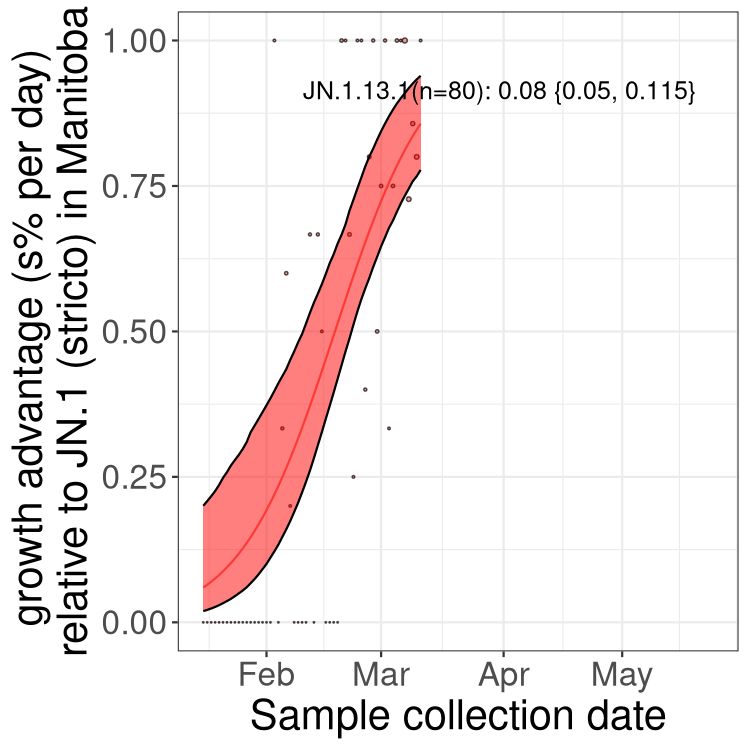 growth advantage (s% per day)
relative to JN.1 (stricto) in Manitoba
1.00
0.75
0.50
0.25
0.00
JN.1.13.1(n=80): 0.08 {0.05, 0.115}
Feb Mar Apr May
Sample collection date